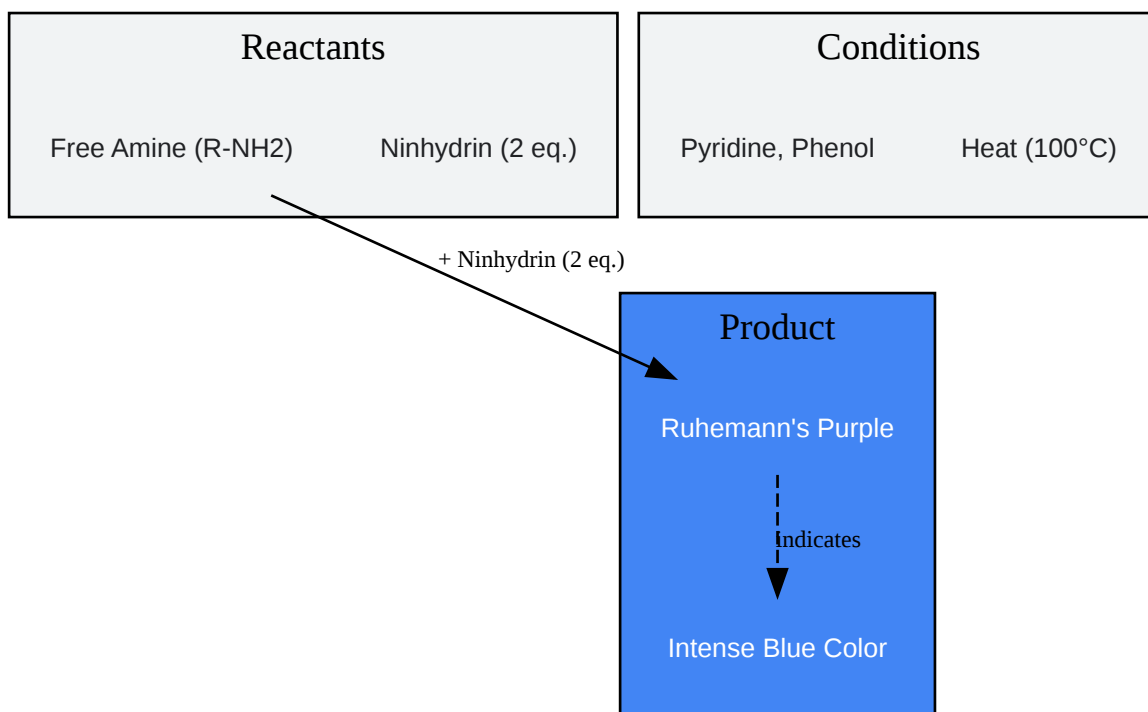 Reactants
Conditions
Free Amine (R-NH2)
Ninhydrin (2 eq.)
Pyridine, Phenol
Heat (100°C)
+ Ninhydrin (2 eq.)
Product
Ruhemann's Purple
indicates
Intense Blue Color